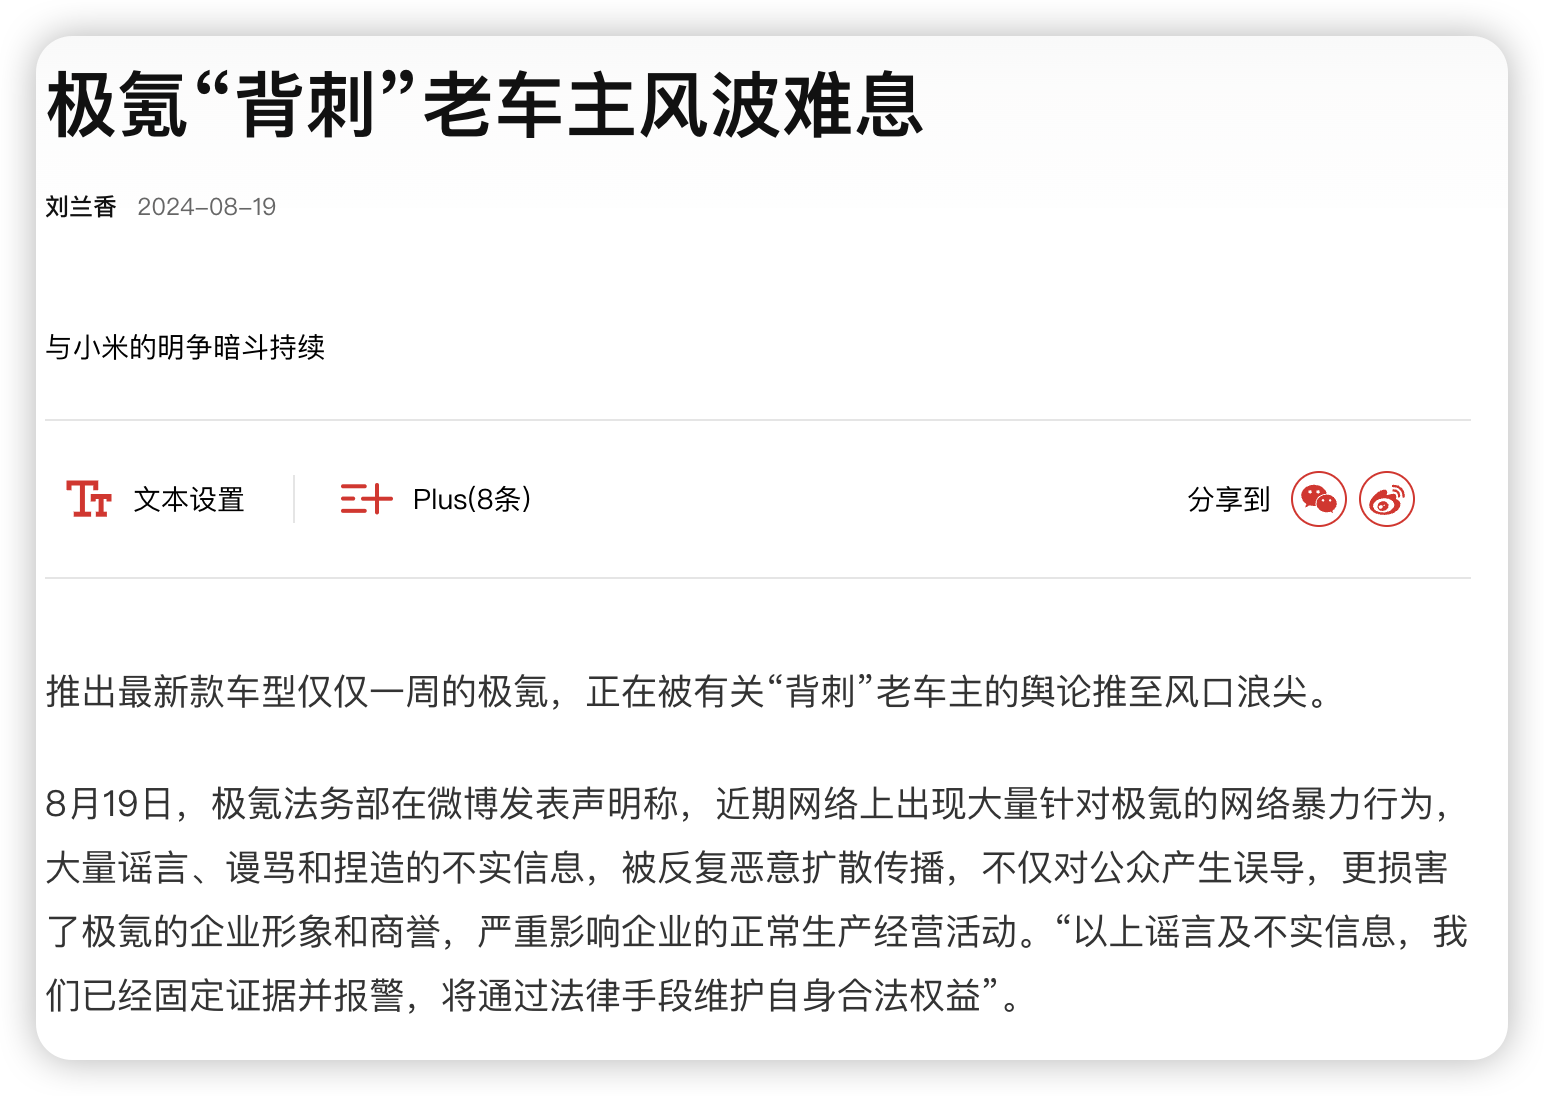 极氪“背刺”老车主风波难息
刘兰香 2024-08-19
与小米的明争暗斗持续
文本设置 Plus(8条) 分享到
推出最新款车型仅仅一周的极氪，正在被有关“背刺”老车主的舆论推至风口浪尖。
8月19日，极氪法务部在微博发表声明称，近期网络上出现大量针对极氪的网络暴力行为，
大量谣言、谩骂和捏造的不实信息，被反复恶意扩散传播，不仅对公众产生误导，更损害
了极氪的企业形象和商誉，严重影响企业的正常生产经营活动。“以上谣言及不实信息，我
们已经固定证据并报警，将通过法律手段维护自身合法权益”。